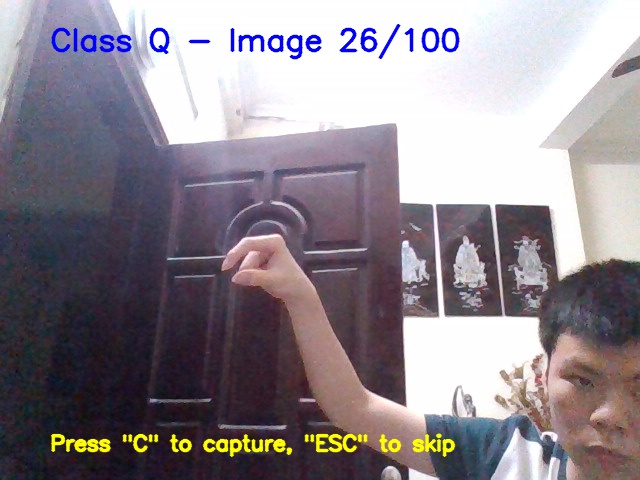 Class Q - Image 26/100
Press "C" to capture, "ESC" to skip